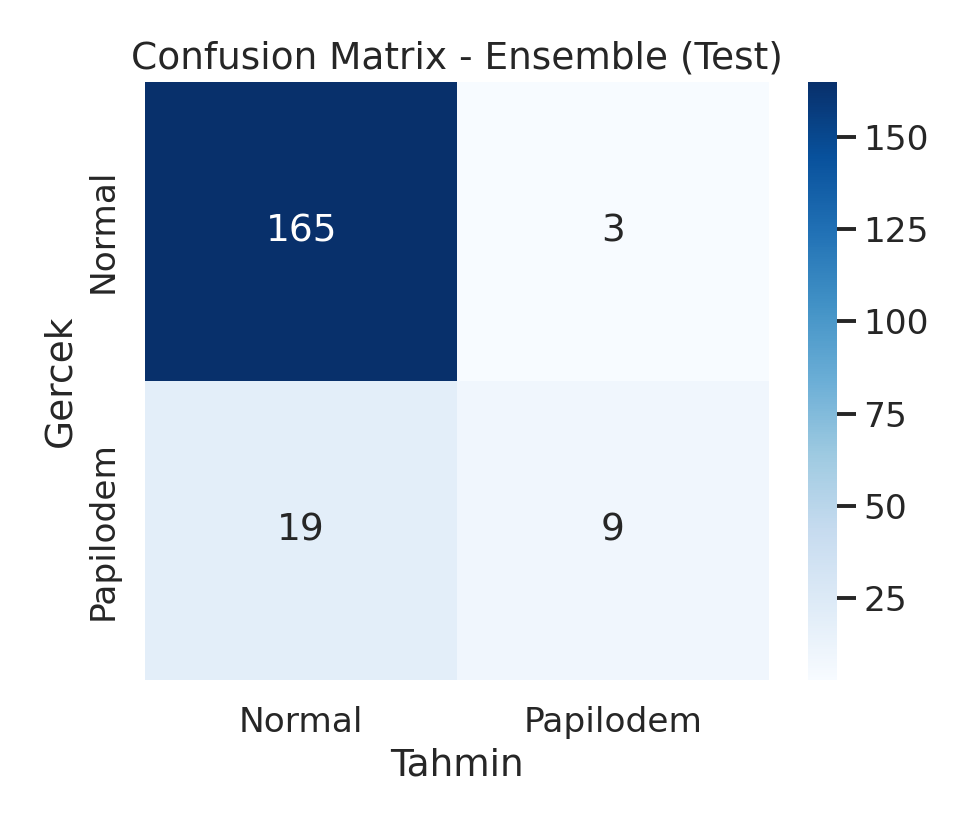 Confusion Matrix - Ensemble (Test)
Normal
165
3
150
125
100
Gercek
Papilodem
19
9
75
50
25
Normal
Papilodem
Tahmin